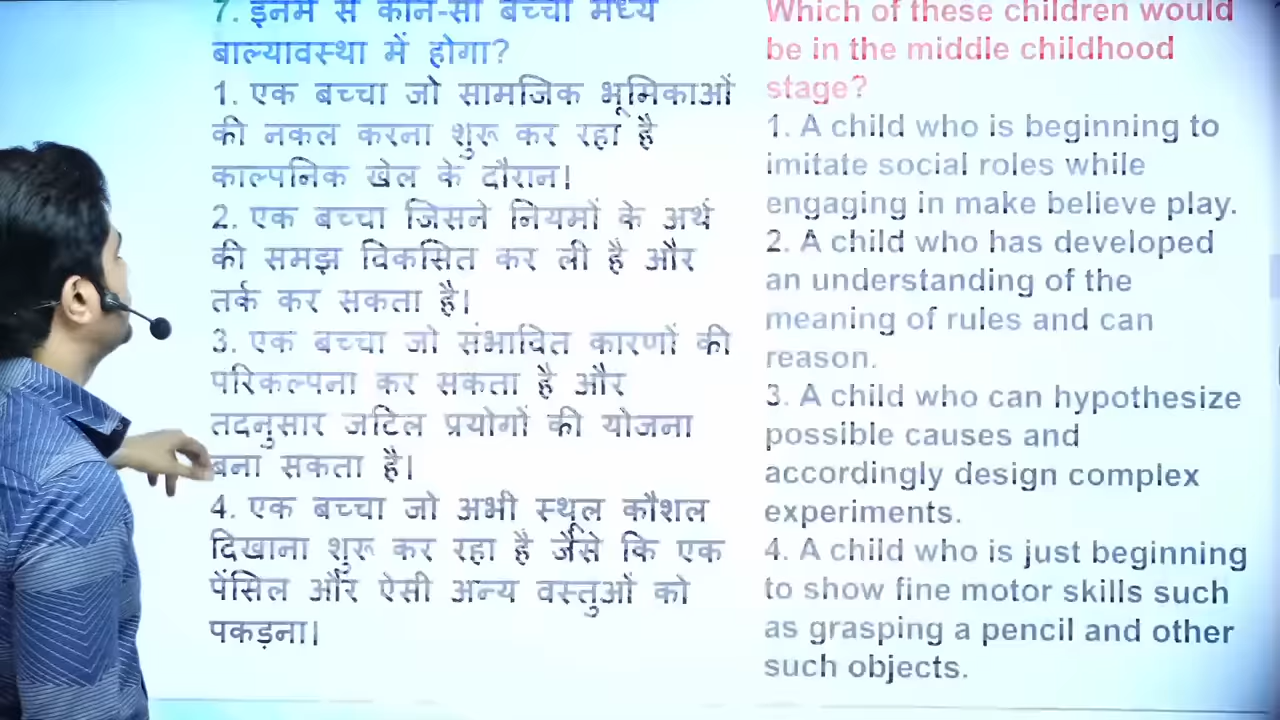 7. इनमें से कौन-सा बच्चा मध्य
बाल्यावस्था में होगा?
1. एक बच्चा जो सामजिक भूमिकाओं
की नकल करना शुरू कर रहा है
काल्पनिक खेल के दौरान।
2. एक बच्चा जिसने नियमों के अर्थ
की समझ विकसित कर ली है और
तर्क कर सकता है।
3. एक बच्चा जो संभावित कारणों की
परिकल्पना कर सकता है और
तदनुसार जटिल प्रयोगों की योजना
बना सकता है।
4. एक बच्चा जो अभी स्थूल कौशल
दिखाना शुरू कर रहा है जैसे कि एक
पेंसिल और ऐसी अन्य वस्तुओं को
पकड़ना।
Which of these children would
be in the middle childhood
stage?
1. A child who is beginning to
imitate social roles while
engaging in make believe play.
2. A child who has developed
an understanding of the
meaning of rules and can
reason.
3. A child who can hypothesize
possible causes and
accordingly design complex
experiments.
4. A child who is just beginning
to show fine motor skills such
as grasping a pencil and other
such objects.